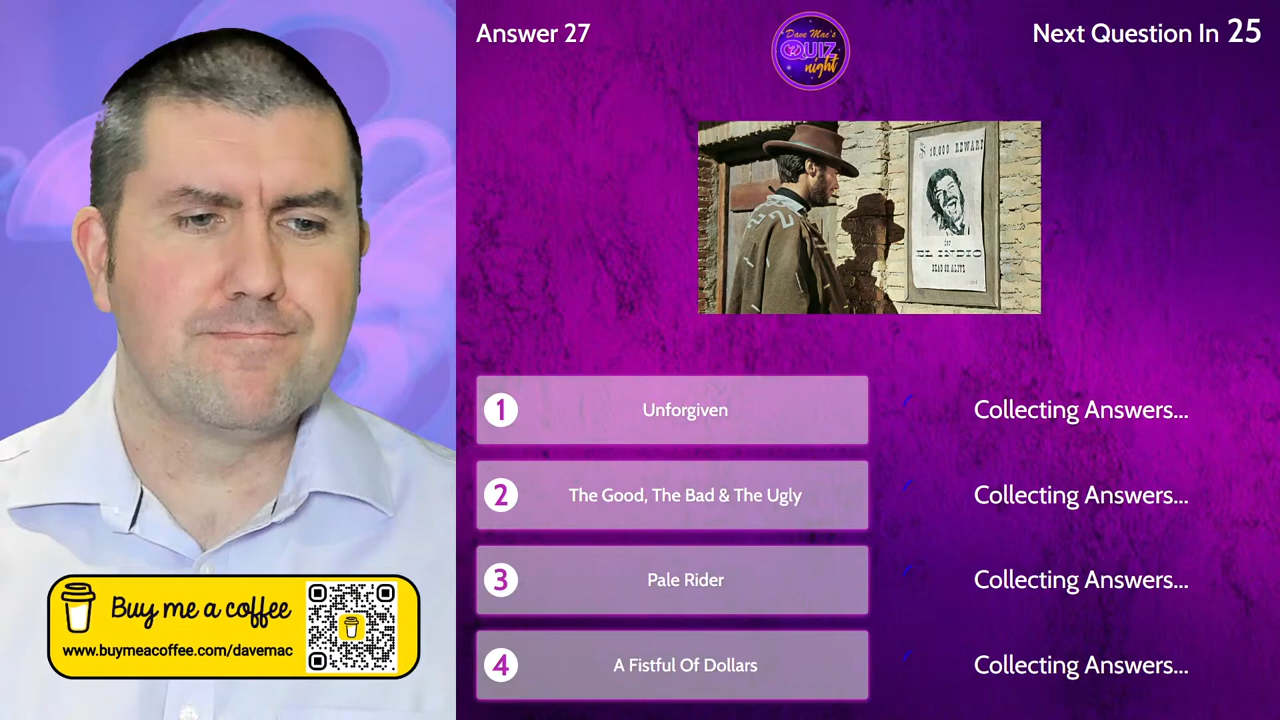 Answer 27
Dave Mac's
QUIZ
night
Next Question In 25
$ 10,000 REWARD
for
EL INDIO
DEAD OR ALIVE
1 Unforgiven
Collecting Answers...
2 The Good, The Bad & The Ugly
Collecting Answers...
3 Pale Rider
Collecting Answers...
4 A Fistful Of Dollars
Collecting Answers...
Buy me a coffee
www.buymeacoffee.com/davemac